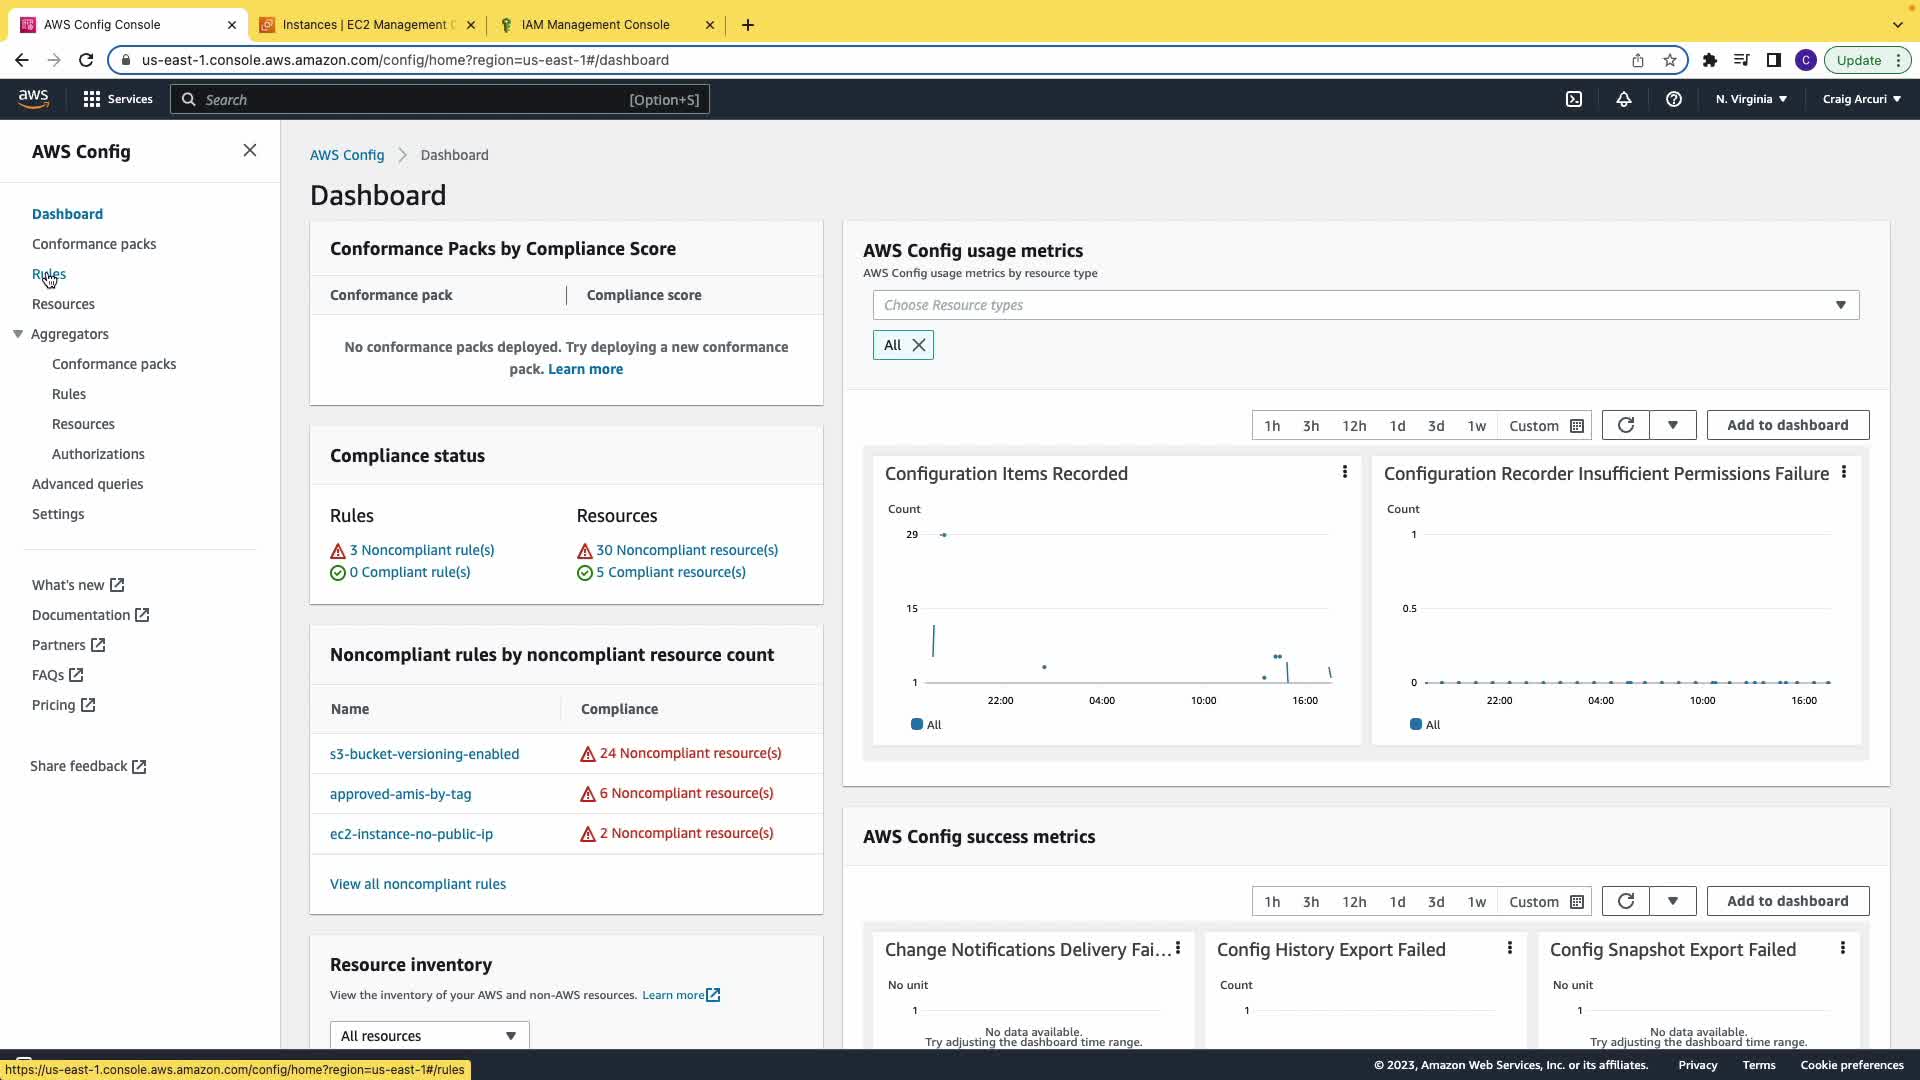 AWS Config Console
Instances | EC2 Management C
IAM Management Console
us-east-1.console.aws.amazon.com/config/home?region=us-east-1#/dashboard
C
Update
aws
Services
Search
[Option+S]
N. Virginia
Craig Arcuri
AWS Config
Dashboard
Conformance packs
Rules
Resources
Aggregators
Conformance packs
Rules
Resources
Authorizations
Advanced queries
Settings
What's new
Documentation
Partners
FAQs
Pricing
Share feedback
AWS Config
Dashboard
Dashboard
Conformance Packs by Compliance Score
Conformance pack
Compliance score
No conformance packs deployed. Try deploying a new conformance
pack. Learn more
Compliance status
Rules
Resources
3 Noncompliant rule(s)
30 Noncompliant resource(s)
0 Compliant rule(s)
5 Compliant resource(s)
Noncompliant rules by noncompliant resource count
Name
Compliance
s3-bucket-versioning-enabled
24 Noncompliant resource(s)
approved-amis-by-tag
6 Noncompliant resource(s)
ec2-instance-no-public-ip
2 Noncompliant resource(s)
View all noncompliant rules
Resource inventory
View the inventory of your AWS and non-AWS resources. Learn more
All resources
AWS Config usage metrics
AWS Config usage metrics by resource type
Choose Resource types
All
1h 3h 12h 1d 3d 1w Custom
Add to dashboard
Configuration Items Recorded
Count
29
15
1
22:00 04:00 10:00 16:00
All
Configuration Recorder Insufficient Permissions Failure
Count
1
0.5
0
22:00 04:00 10:00 16:00
All
AWS Config success metrics
1h 3h 12h 1d 3d 1w Custom
Add to dashboard
Change Notifications Delivery Fai...
No unit
1
No data available.
Try adjusting the dashboard time range.
Config History Export Failed
Count
1
Config Snapshot Export Failed
No unit
1
No data available.
Try adjusting the dashboard time range.
https://us-east-1.console.aws.amazon.com/config/home?region=us-east-1#/rules
© 2023, Amazon Web Services, Inc. or its affiliates.
Privacy
Terms
Cookie preferences